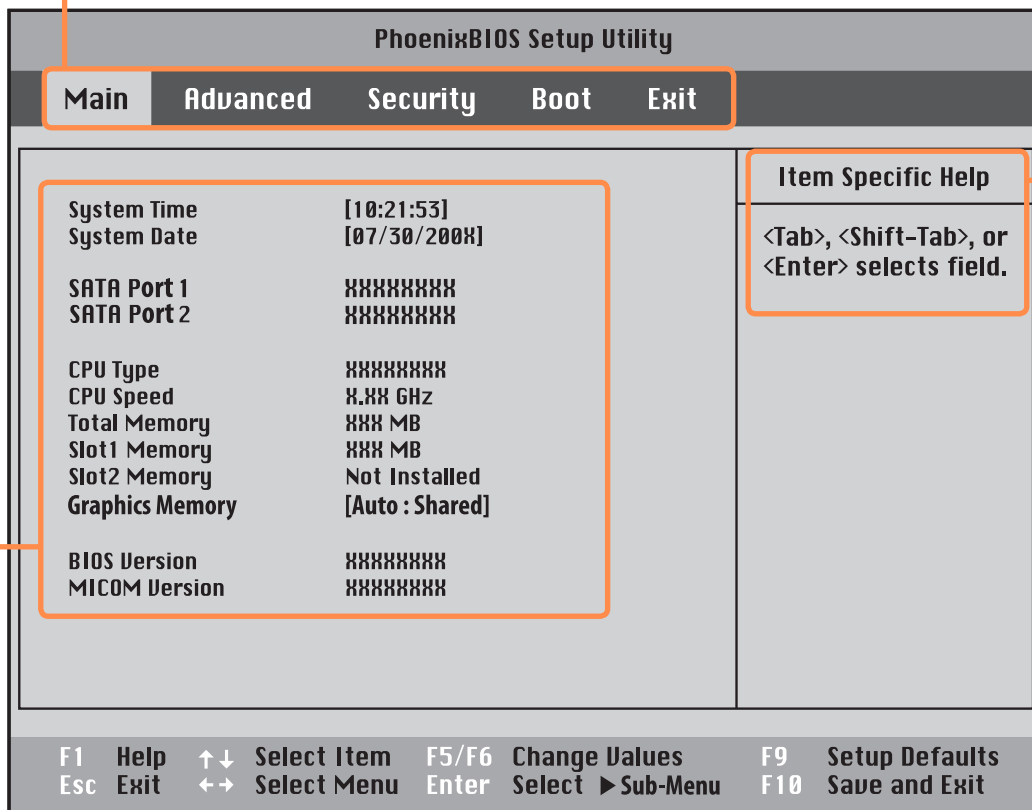 PhoenixBIOS Setup Utility
Main Advanced Security Boot Exit
System Time [10:21:53]
System Date [07/30/200X]
SATA Port 1 XXXXXXXX
SATA Port 2 XXXXXXXX
CPU Type XXXXXXXX
CPU Speed X.XX GHz
Total Memory XXX MB
Slot1 Memory XXX MB
Slot2 Memory Not Installed
Graphics Memory [Auto : Shared]
BIOS Version XXXXXXXX
MICOM Version XXXXXXXX
Item Specific Help
<Tab>, <Shift-Tab>, or
<Enter> selects field.
F1 Help ↑↓ Select Item F5/F6 Change Values F9 Setup Defaults
Esc Exit ←→ Select Menu Enter Select ▶Sub-Menu F10 Save and Exit